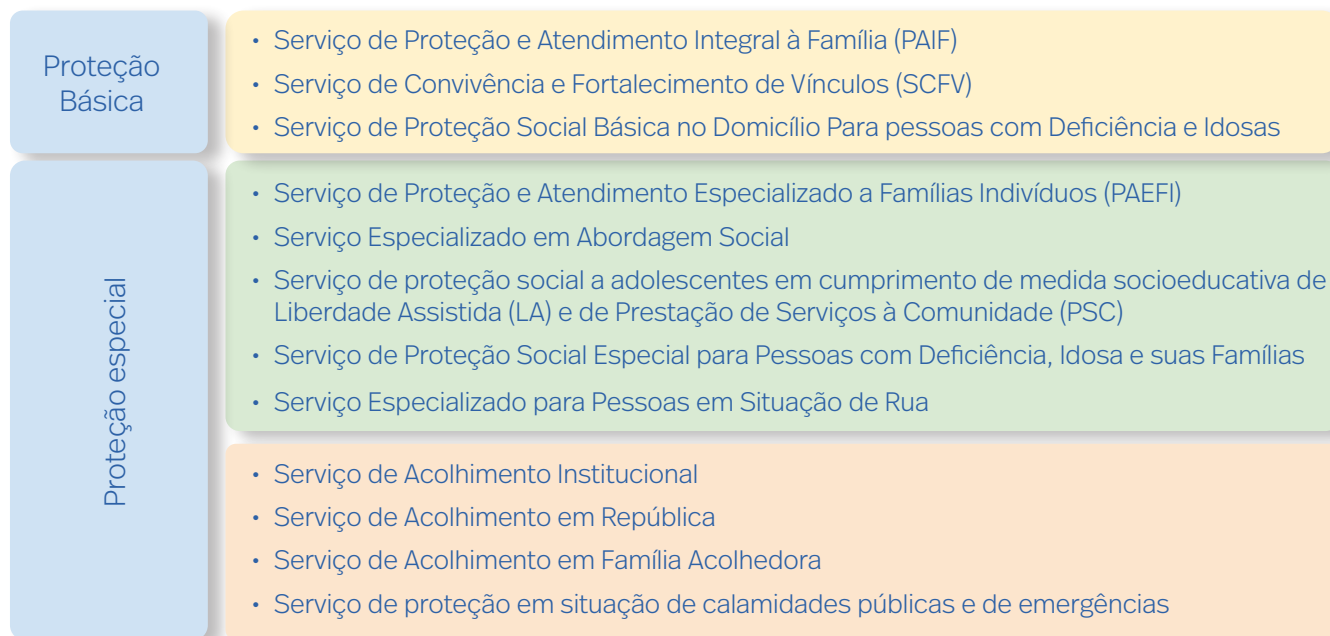 Proteção
Básica
• Serviço de Proteção e Atendimento Integral à Família (PAIF)
• Serviço de Convivência e Fortalecimento de Vínculos (SCFV)
• Serviço de Proteção Social Básica no Domicílio Para pessoas com Deficiência e Idosas
Proteção especial
• Serviço de Proteção e Atendimento Especializado a Famílias Indivíduos (PAEFI)
• Serviço Especializado em Abordagem Social
• Serviço de proteção social a adolescentes em cumprimento de medida socioeducativa de
Liberdade Assistida (LA) e de Prestação de Serviços à Comunidade (PSC)
• Serviço de Proteção Social Especial para Pessoas com Deficiência, Idosa e suas Famílias
• Serviço Especializado para Pessoas em Situação de Rua
• Serviço de Acolhimento Institucional
• Serviço de Acolhimento em República
• Serviço de Acolhimento em Família Acolhedora
• Serviço de proteção em situação de calamidades públicas e de emergências